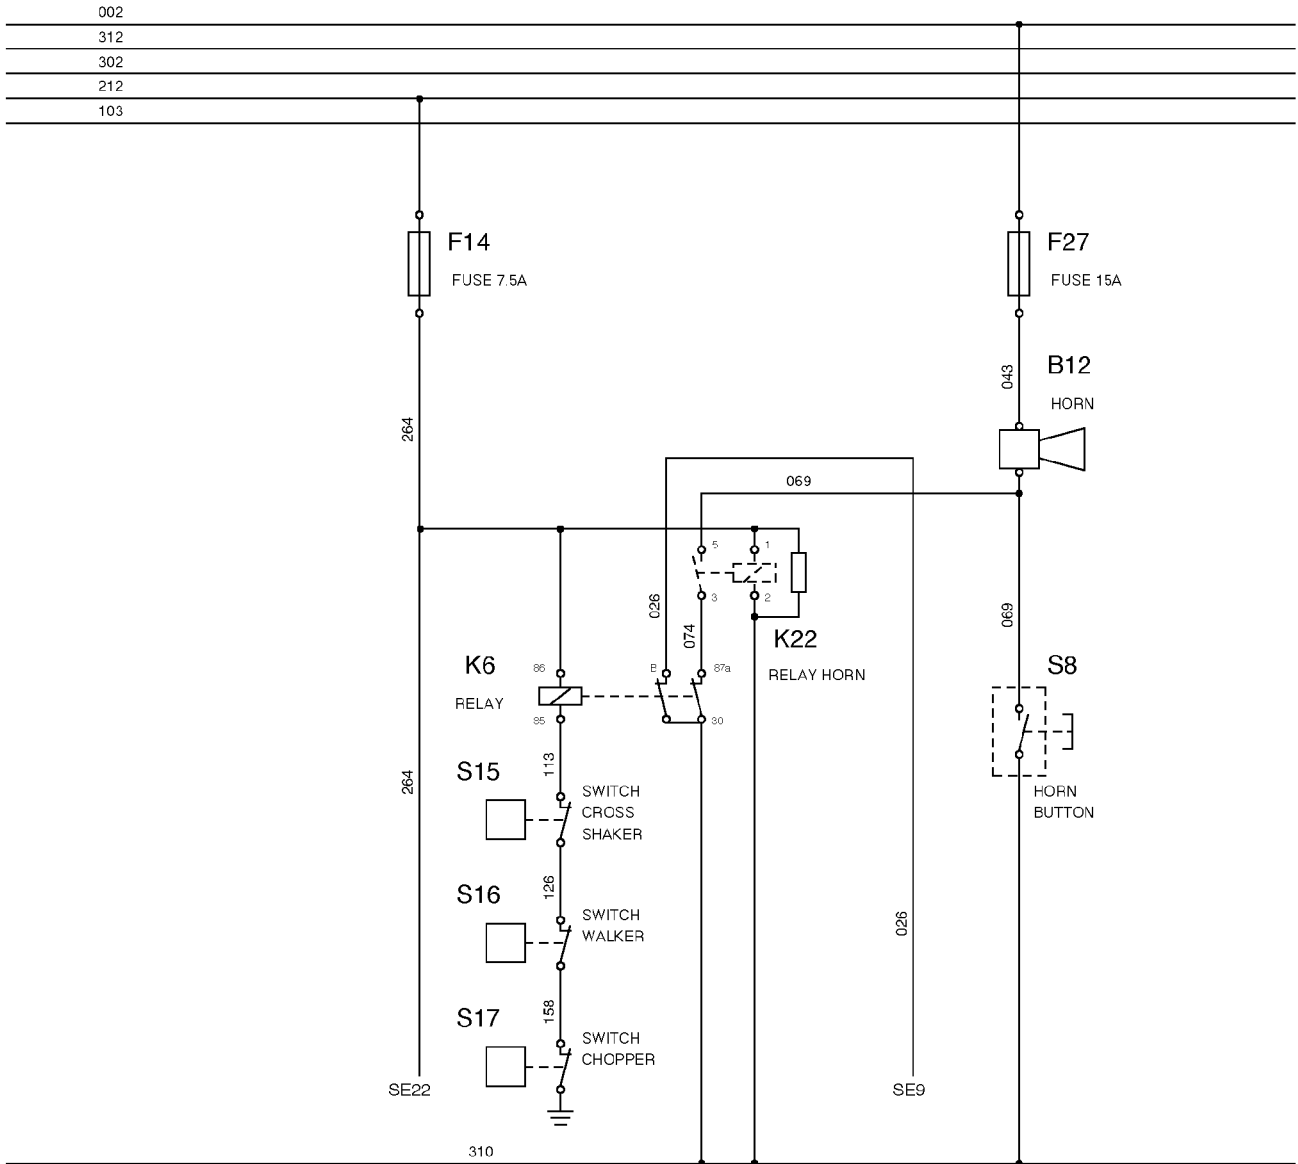 002
312
302
212
103
F14
FUSE 7.5A
F27
FUSE 15A
043
B12
HORN
264
069
5
1
3
2
026
074
K22
RELAY HORN
069
K6
RELAY
86
85
B
87a
30
S8
HORN
BUTTON
264
113
S15
SWITCH
CROSS
SHAKER
126
S16
SWITCH
WALKER
026
158
S17
SWITCH
CHOPPER
SE22
SE9
310